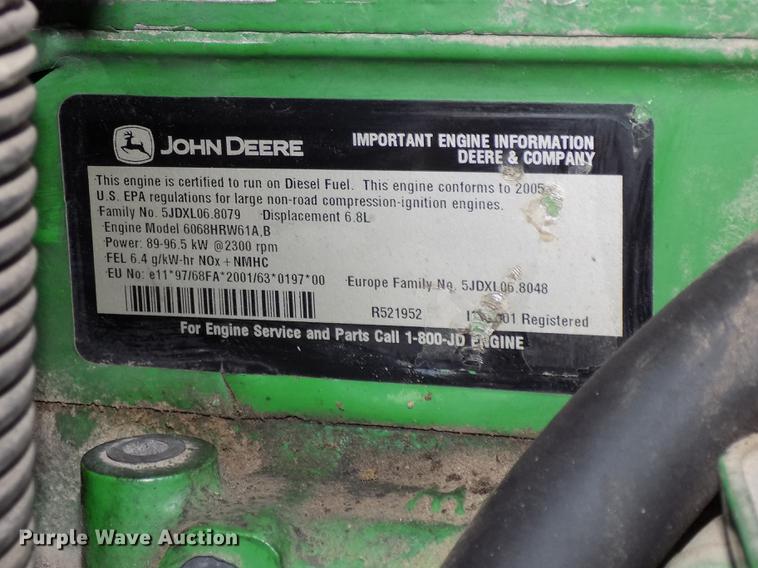 JOHN DEERE
IMPORTANT ENGINE INFORMATION
DEERE & COMPANY
This engine is certified to run on Diesel Fuel. This engine conforms to 2005
U.S. EPA regulations for large non-road compression-ignition engines.
Family No. 5JDXL06.8079 Displacement 6.8L
Engine Model 6068HRW61A,B
Power: 89-96.5 kW @2300 rpm
FEL 6.4 g/kW-hr NOx + NMHC
EU No: e11*97/68FA*2001/63*0197*00 Europe Family No. 5JDXL06.8048
R521952 Registered
For Engine Service and Parts Call 1-800-JD ENGINE
Purple Wave Auction